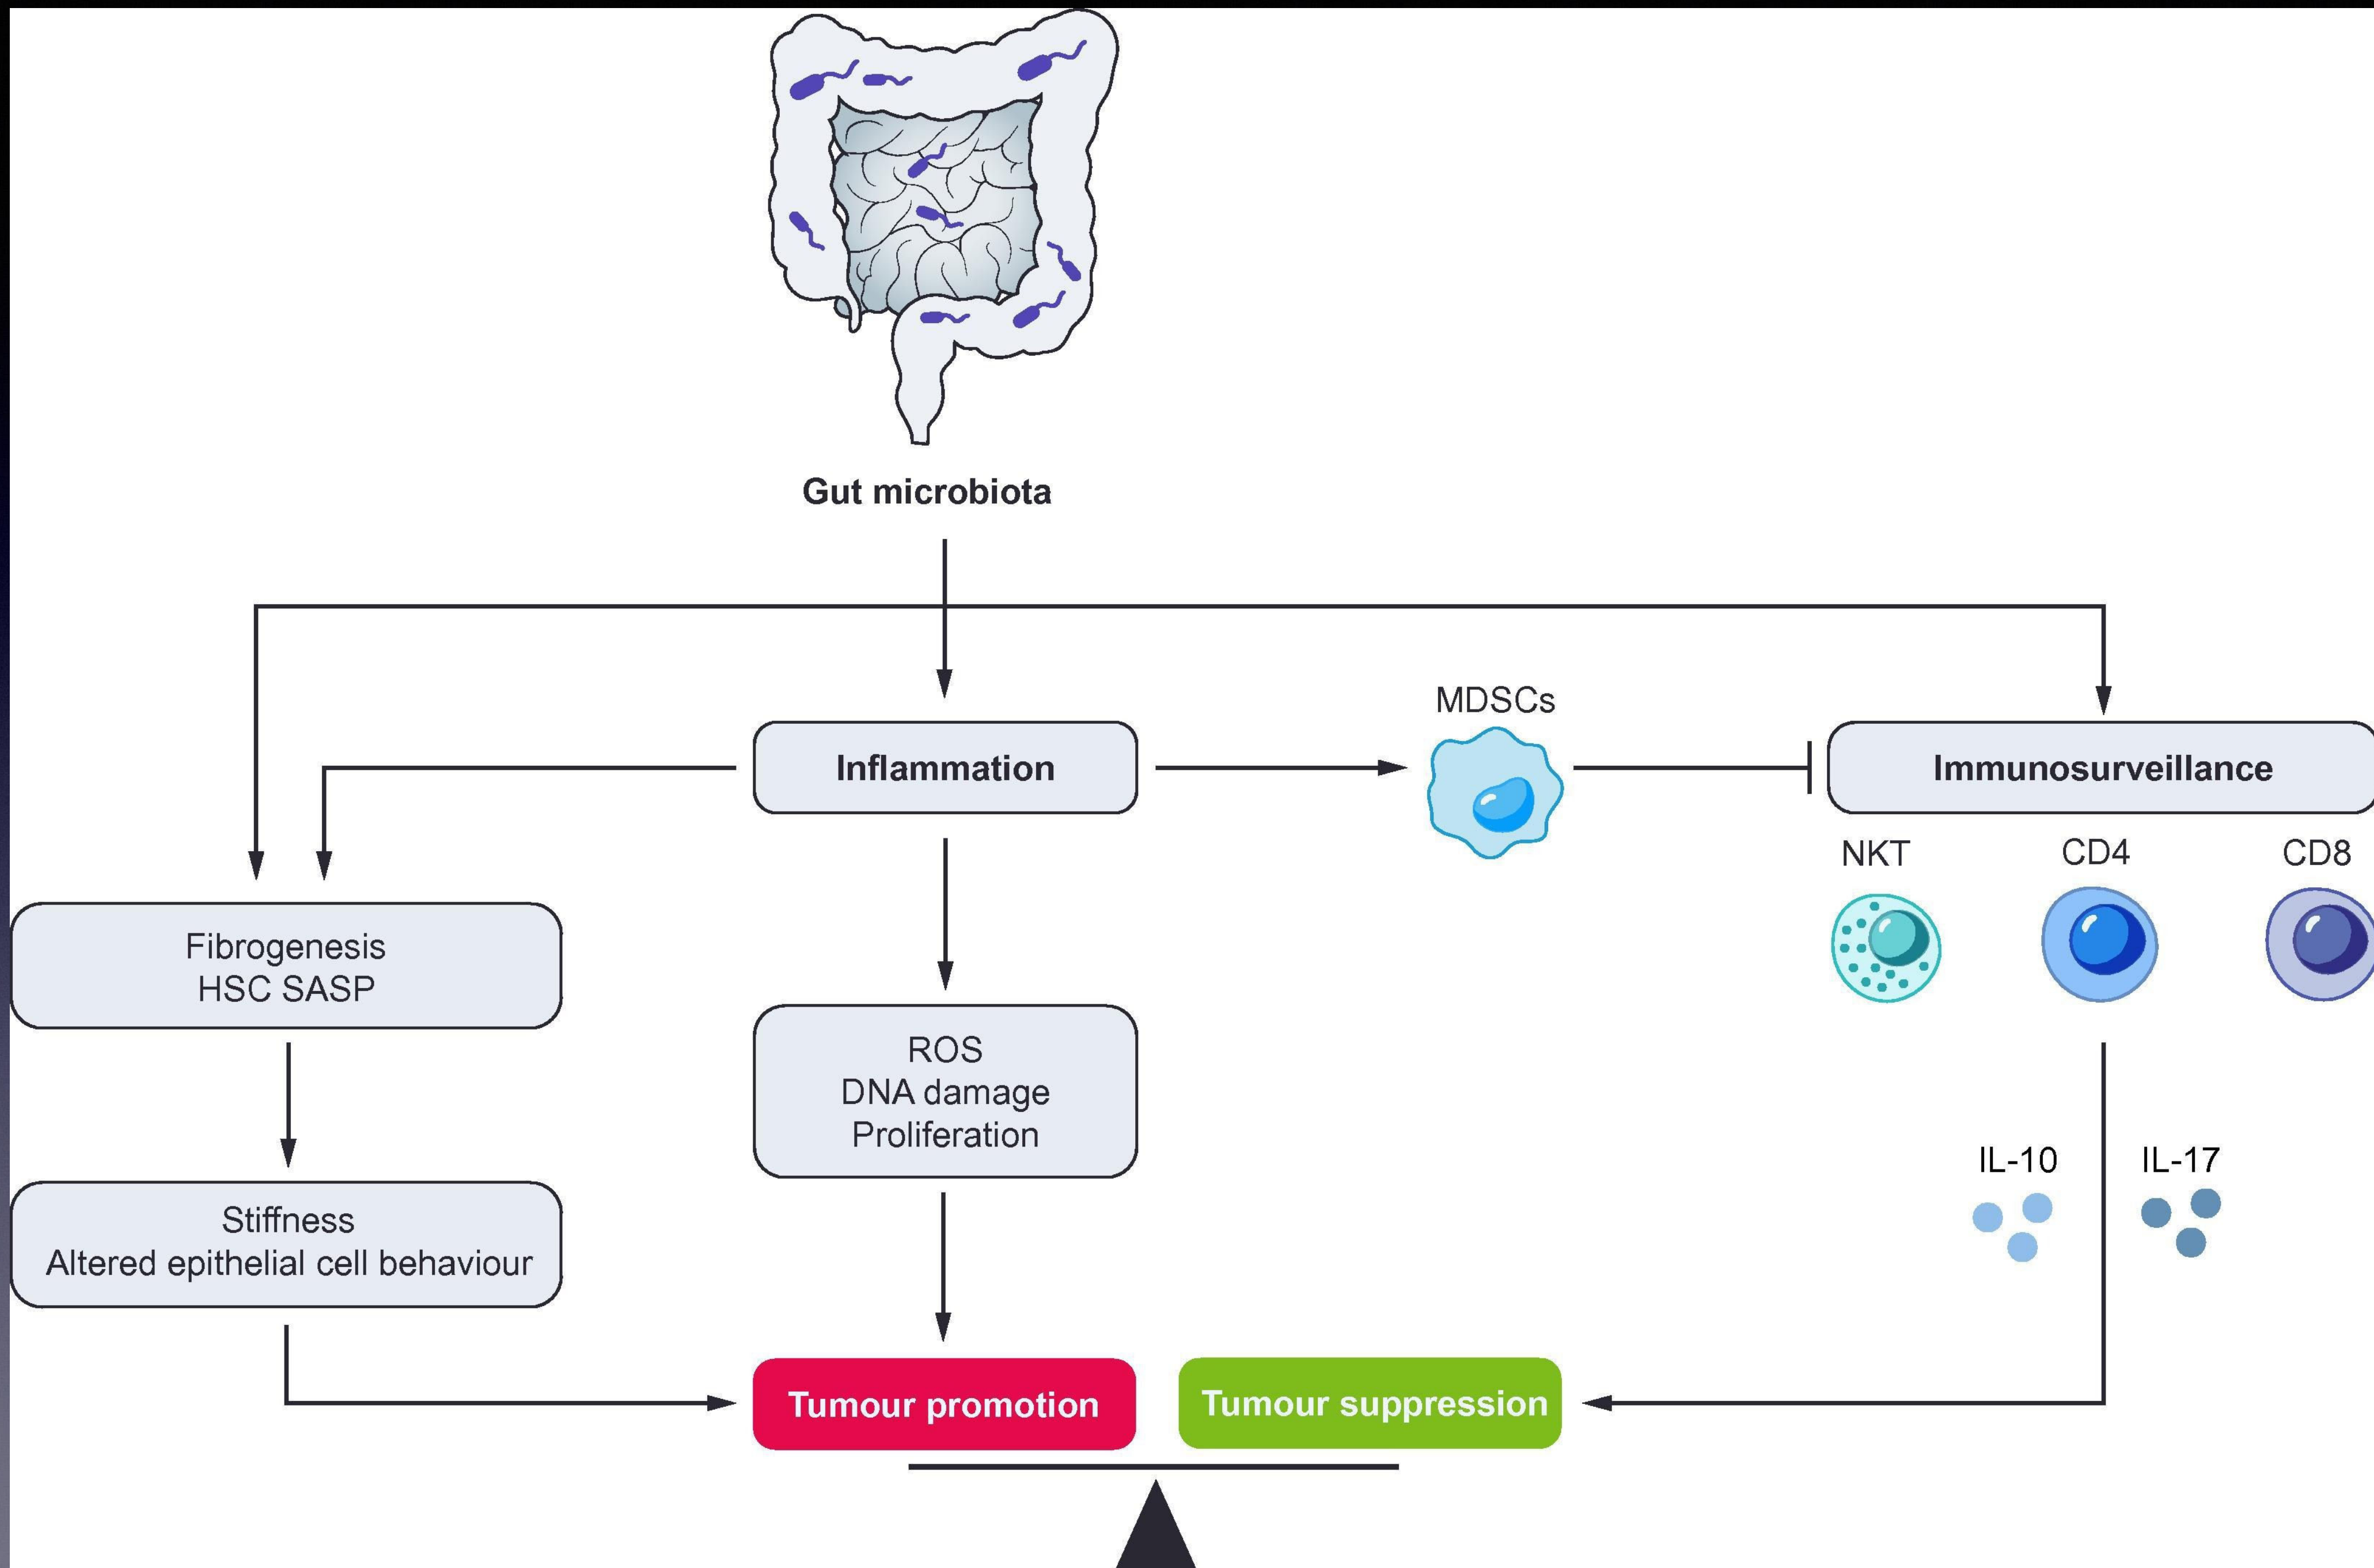 Gut microbiota
MDSCs
Inflammation
Immunosurveillance
NKT
CD4
CD8
Fibrogenesis
HSC SASP
ROS
DNA damage
Proliferation
IL-10
IL-17
Stiffness
Altered epithelial cell behaviour
Tumour promotion
Tumour suppression